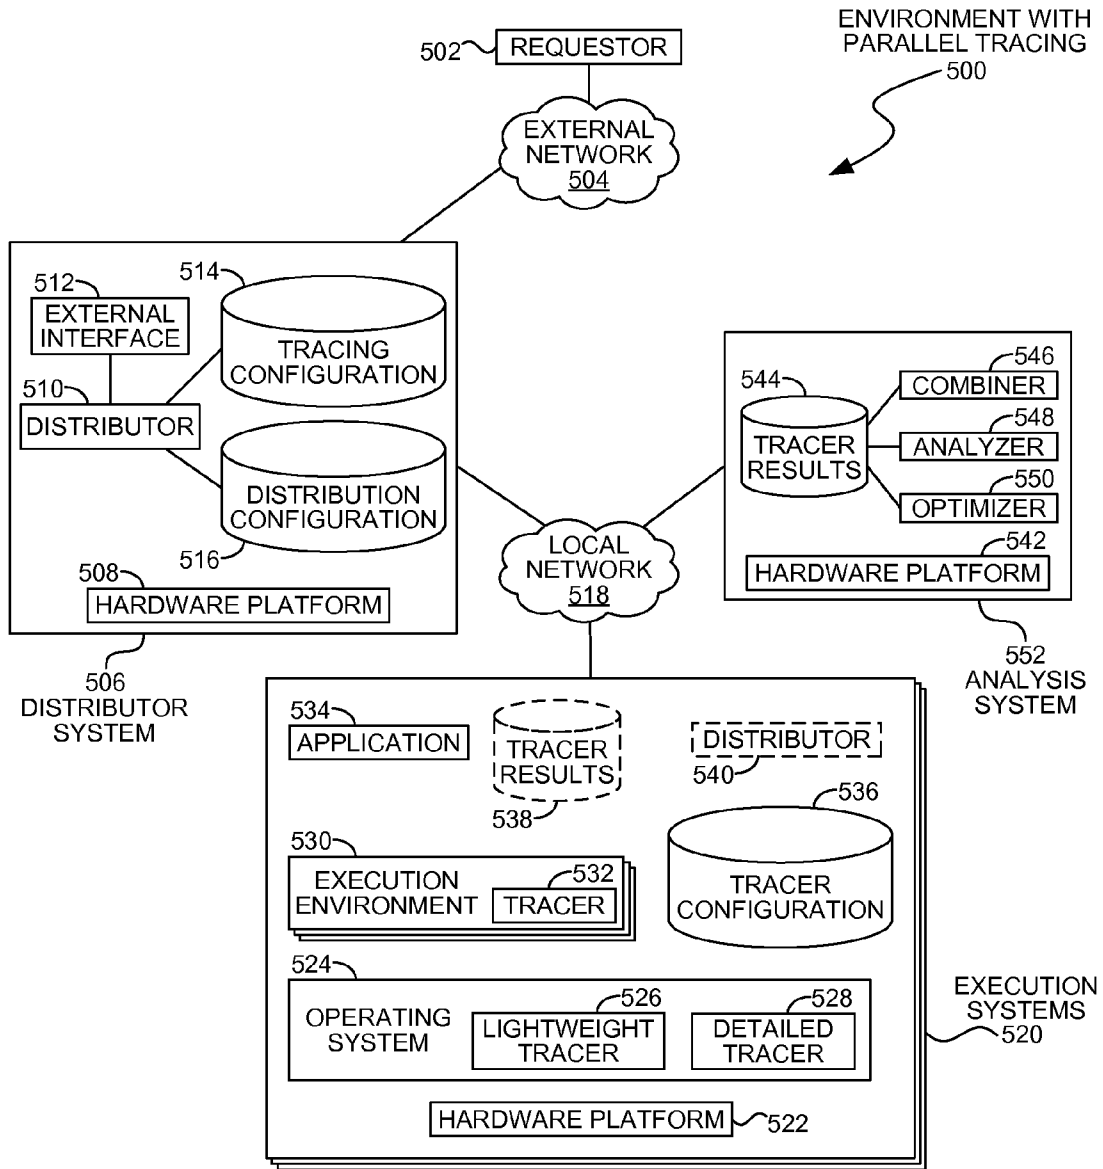 ENVIRONMENT WITH
PARALLEL TRACING
500
502
REQUESTOR
EXTERNAL
NETWORK
504
512
EXTERNAL
INTERFACE
514
TRACING
CONFIGURATION
510
DISTRIBUTOR
DISTRIBUTION
CONFIGURATION
516
508
HARDWARE PLATFORM
506
DISTRIBUTOR
SYSTEM
LOCAL
NETWORK
518
544
TRACER
RESULTS
546
COMBINER
548
ANALYZER
550
OPTIMIZER
542
HARDWARE PLATFORM
552
ANALYSIS
SYSTEM
534
APPLICATION
TRACER
RESULTS
538
DISTRIBUTOR
540
536
TRACER
CONFIGURATION
530
EXECUTION
ENVIRONMENT
532
TRACER
524
OPERATING
SYSTEM
526
LIGHTWEIGHT
TRACER
528
DETAILED
TRACER
HARDWARE PLATFORM
522
EXECUTION
SYSTEMS
520